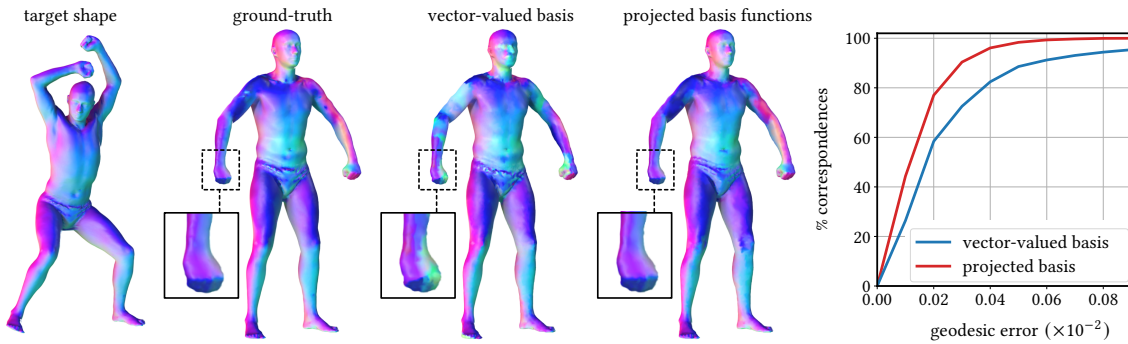 target shape
ground-truth
vector-valued basis
projected basis functions
100
80
60
40
20
0
% correspondences
vector-valued basis
projected basis
0.00
0.02
0.04
0.06
0.08
geodesic error (×10⁻²)